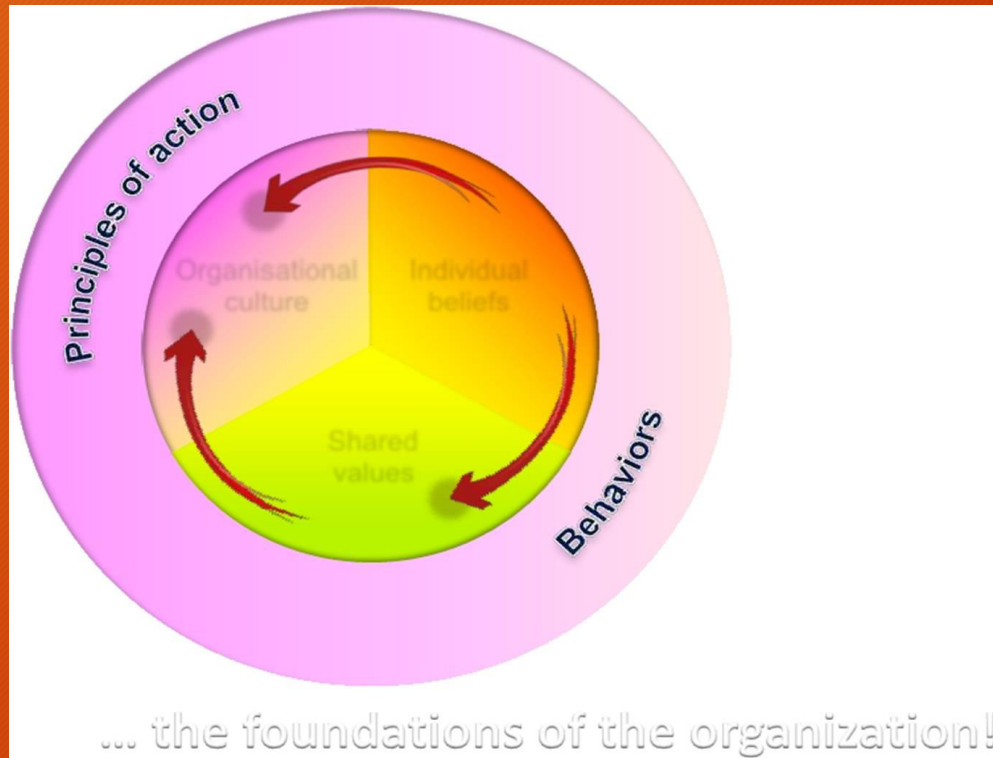 Principles of action
Organisational
culture
Individual
beliefs
Shared
values
Behaviors
... the foundations of the organization!